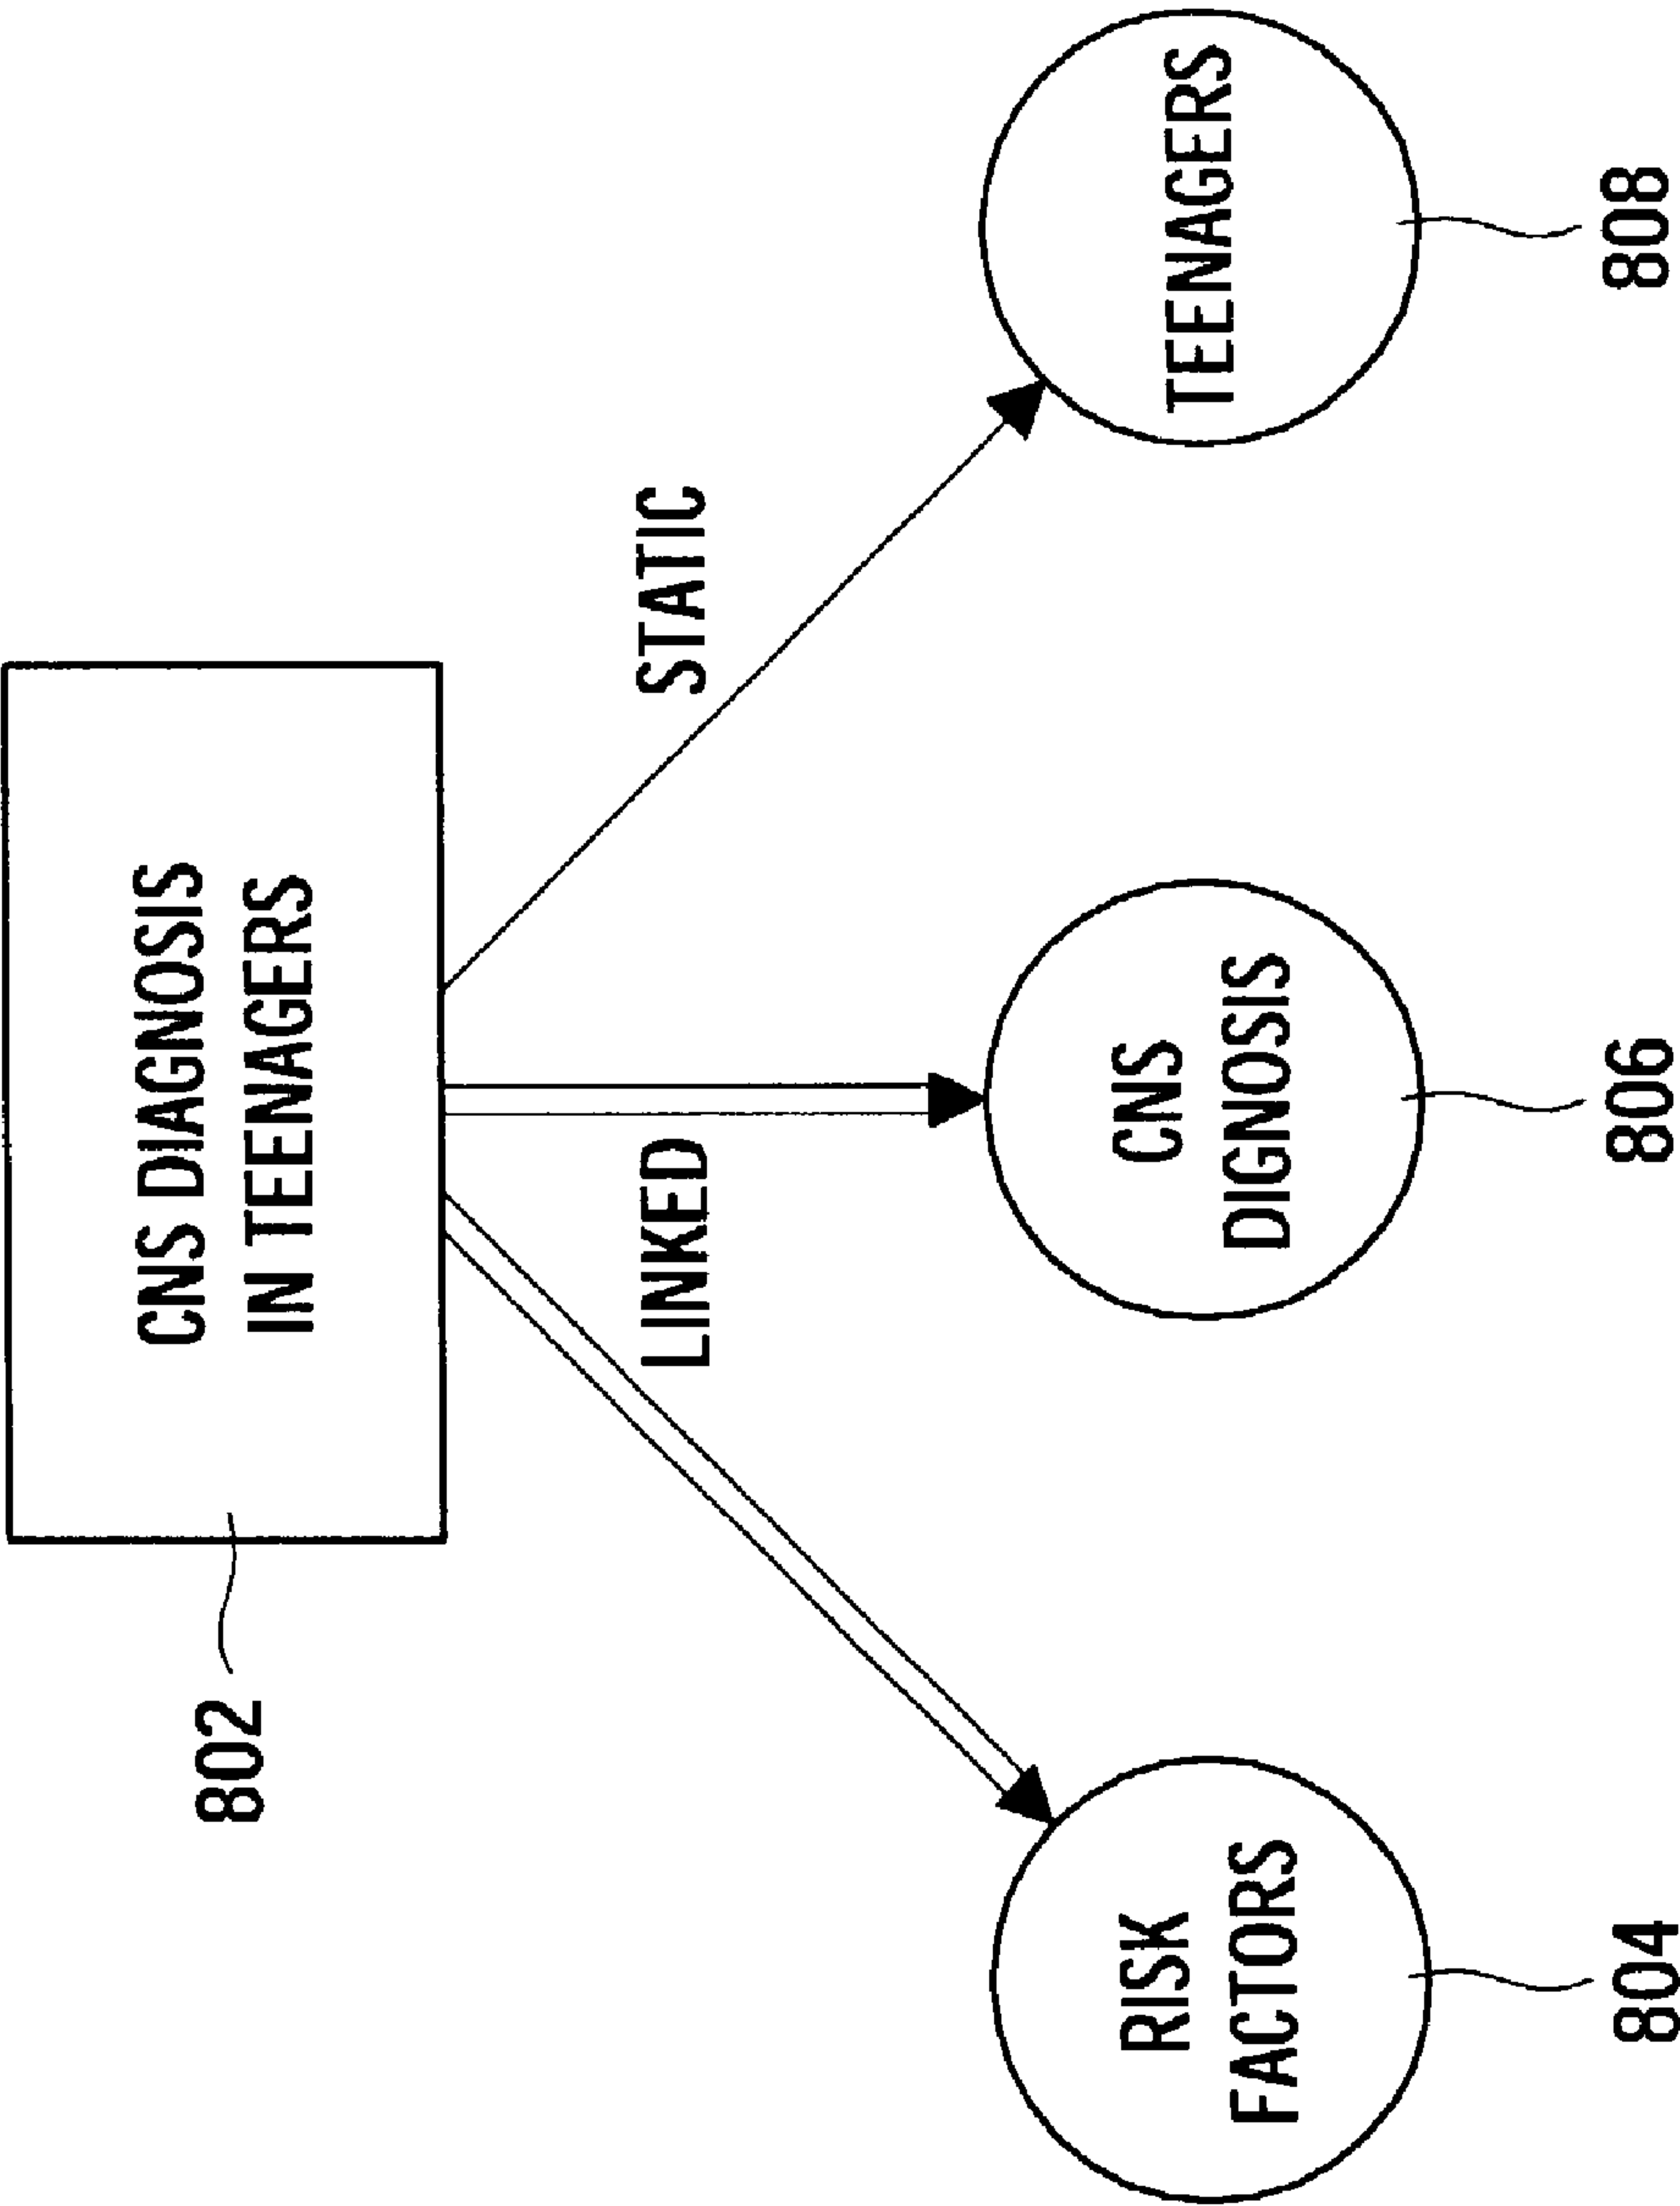 802
CNS DIAGNOSIS
IN TEENAGERS
LINKED
STATIC
RISK
FACTORS
CNS
DIGNOSIS
TEENAGERS
804
806
808